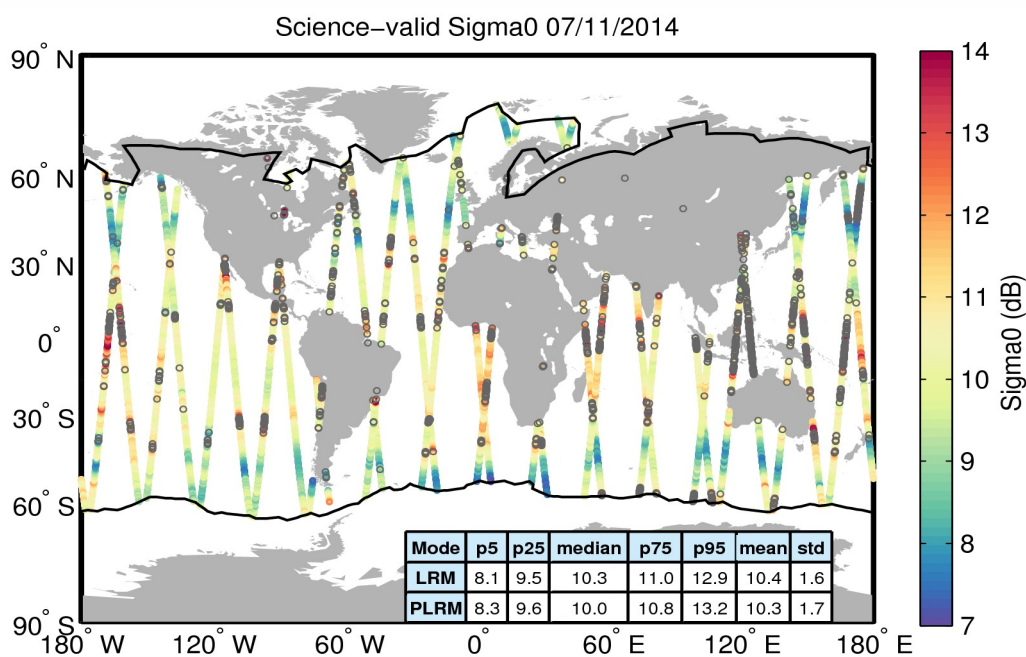 Science−valid Sigma0 07/11/2014
90° N
60° N
30° N
0°
30° S
60° S
90° S
180° W
120° W
60° W
0°
60° E
120° E
180° E
Mode p5 p25 median p75 p95 mean std
LRM 8.1 9.5 10.3 11.0 12.9 10.4 1.6
PLRM 8.3 9.6 10.0 10.8 13.2 10.3 1.7
14
13
12
11
10
9
8
7
Sigma0 (dB)